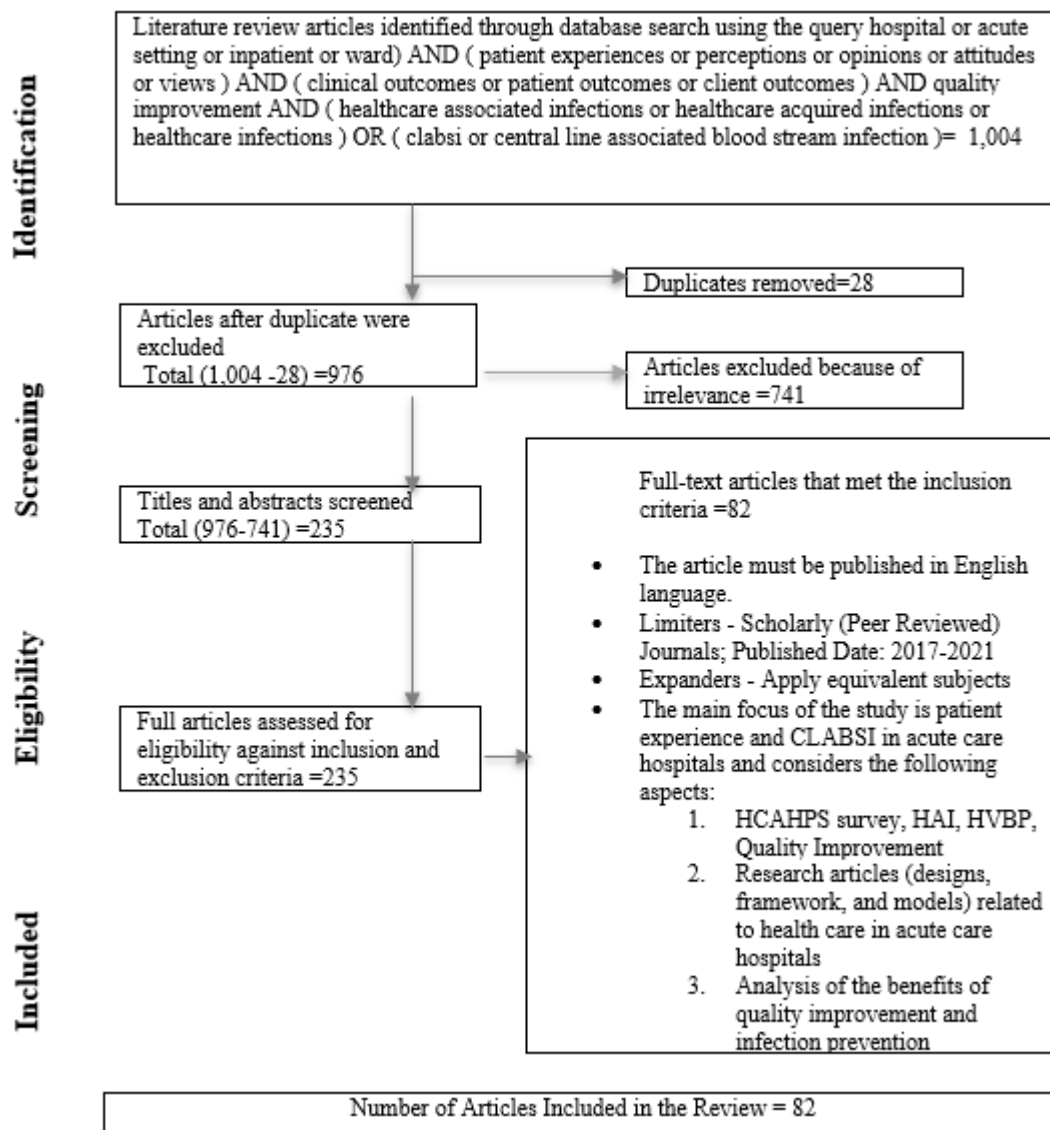 Identification
Literature review articles identified through database search using the query hospital or acute
setting or inpatient or ward) AND ( patient experiences or perceptions or opinions or attitudes
or views ) AND ( clinical outcomes or patient outcomes or client outcomes ) AND quality
improvement AND ( healthcare associated infections or healthcare acquired infections or
healthcare infections ) OR ( clabsi or central line associated blood stream infection )= 1,004
Duplicates removed=28
Screening
Articles after duplicate were
excluded
Total (1,004 -28) =976
Articles excluded because of
irrelevance =741
Titles and abstracts screened
Total (976-741) =235
Eligibility
Full articles assessed for
eligibility against inclusion and
exclusion criteria =235
Full-text articles that met the inclusion
criteria =82
• The article must be published in English
language.
• Limiters - Scholarly (Peer Reviewed)
Journals; Published Date: 2017-2021
• Expanders - Apply equivalent subjects
• The main focus of the study is patient
experience and CLABSI in acute care
hospitals and considers the following
aspects:
1. HCAHPS survey, HAI, HVBP,
Quality Improvement
2. Research articles (designs,
framework, and models) related
to health care in acute care
hospitals
3. Analysis of the benefits of
quality improvement and
infection prevention
Included
Number of Articles Included in the Review = 82